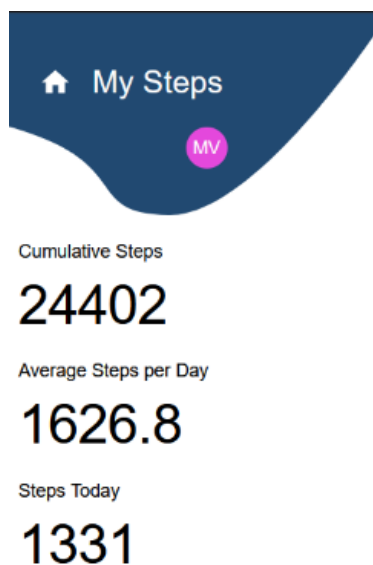 My Steps
MV
Cumulative Steps
24402
Average Steps per Day
1626.8
Steps Today
1331